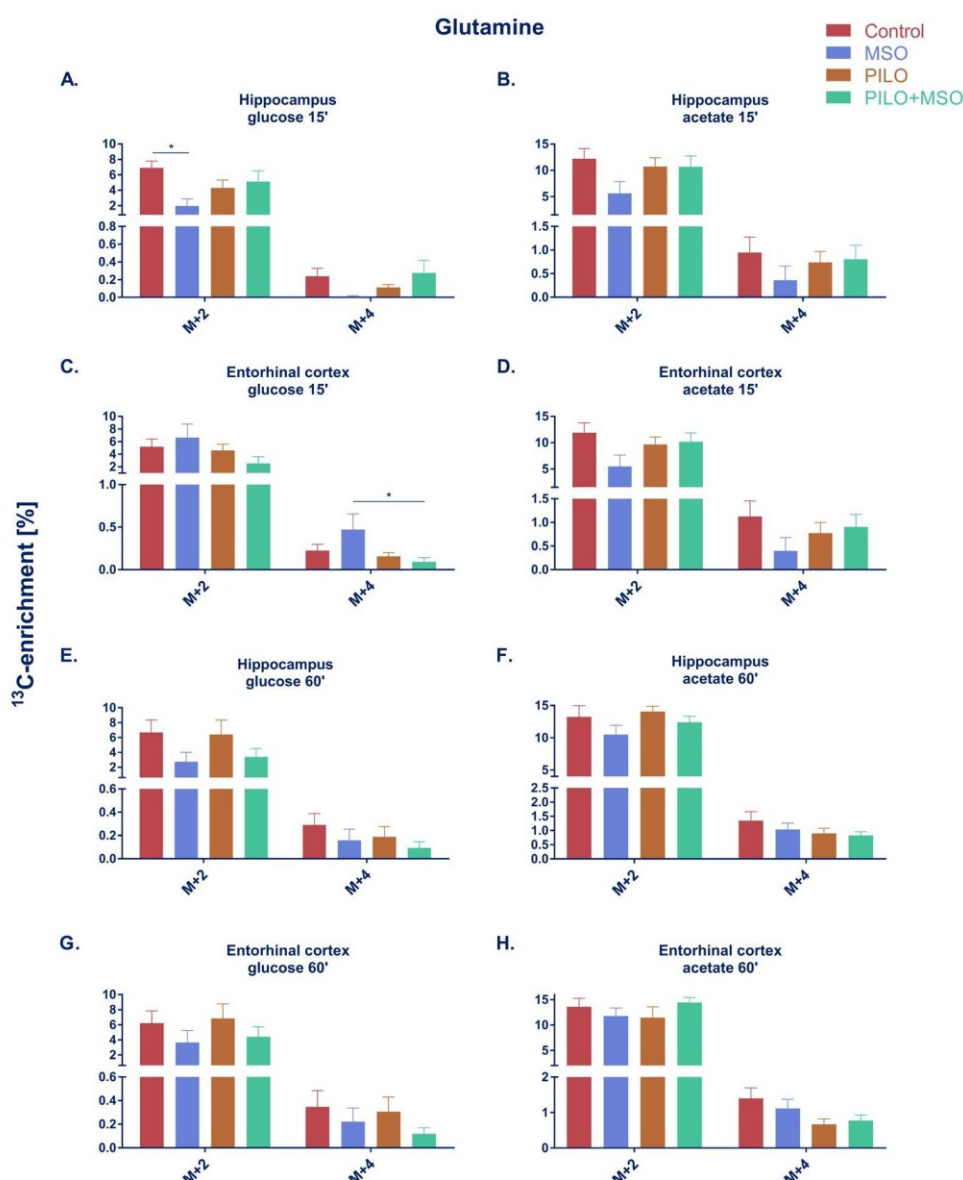 Glutamine
Control
MSO
PILO
PILO+MSO
A.
Hippocampus
glucose 15'
10
8
6
4
2
0.8
0.6
0.4
0.2
0.0
*
M+2
M+4
B.
Hippocampus
acetate 15'
15
10
5
1.5
1.0
0.5
0.0
M+2
M+4
C.
Entorhinal cortex
glucose 15'
10
8
6
4
2
1.0
0.5
0.0
*
M+2
M+4
D.
Entorhinal cortex
acetate 15'
15
10
5
1.5
1.0
0.5
0.0
M+2
M+4
¹³C-enrichment [%]
E.
Hippocampus
glucose 60'
10
8
6
4
2
0.6
0.4
0.2
0.0
M+2
M+4
F.
Hippocampus
acetate 60'
15
10
5
2.5
2.0
1.5
1.0
0.5
0.0
M+2
M+4
G.
Entorhinal cortex
glucose 60'
10
8
6
4
2
0.6
0.4
0.2
0.0
M+2
M+4
H.
Entorhinal cortex
acetate 60'
15
10
5
2
1
0
M+2
M+4